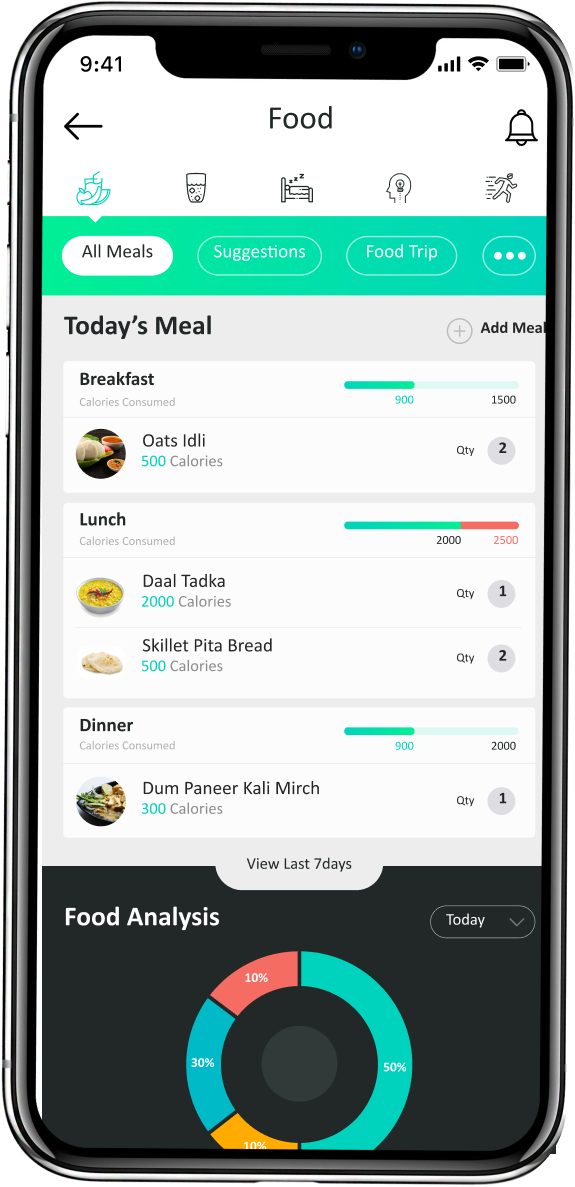 9:41
Food
z z z
All Meals
Suggestions
Food Trip
Today's Meal
Add Meal
Breakfast
Calories Consumed
900
1500
Oats Idli
500 Calories
Qty
2
Lunch
Calories Consumed
2000
2500
Daal Tadka
2000 Calories
Qty
1
Skillet Pita Bread
500 Calories
Qty
2
Dinner
Calories Consumed
900
2000
Dum Paneer Kali Mirch
300 Calories
Qty
1
View Last 7days
Food Analysis
Today
10%
30%
50%
10%